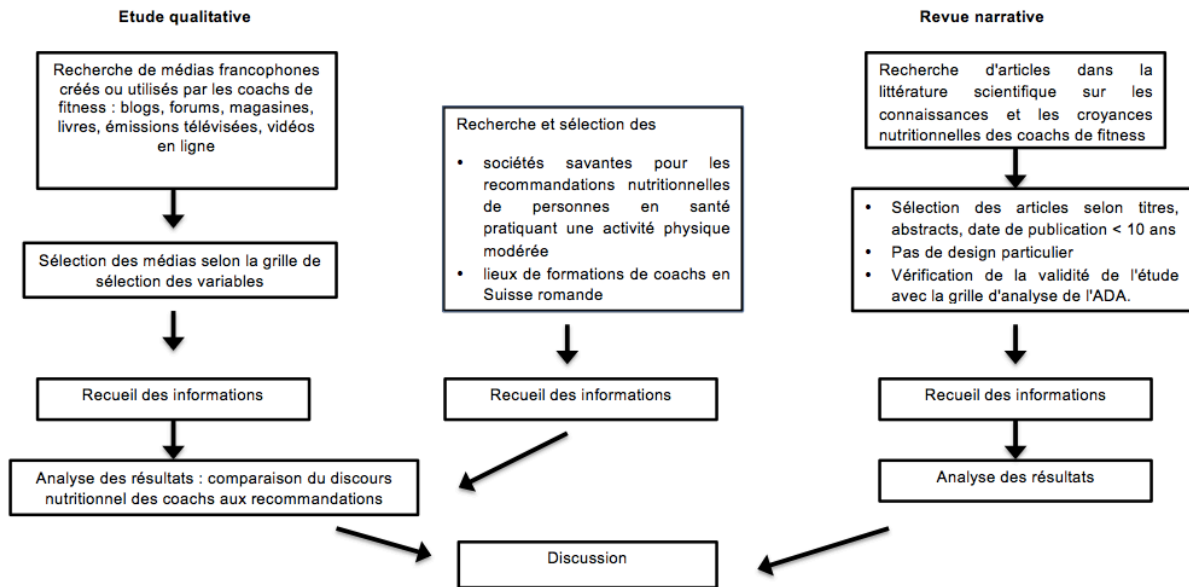 Etude qualitative
Recherche de médias francophones
créés ou utilisés par les coachs de
fitness : blogs, forums, magasines,
livres, émissions télévisées, vidéos
en ligne
Sélection des médias selon la grille de
sélection des variables
Recueil des informations
Analyse des résultats : comparaison du discours
nutritionnel des coachs aux recommandations
Recherche et sélection des
• sociétés savantes pour les
recommandations nutritionnelles
de personnes en santé
pratiquant une activité physique
modérée
• lieux de formations de coachs en
Suisse romande
Recueil des informations
Revue narrative
Recherche d'articles dans la
littérature scientifique sur les
connaissances et les croyances
nutritionnelles des coachs de fitness
• Sélection des articles selon titres,
abstracts, date de publication < 10 ans
• Pas de design particulier
• Vérification de la validité de l'étude
avec la grille d'analyse de l'ADA.
Recueil des informations
Analyse des résultats
Discussion